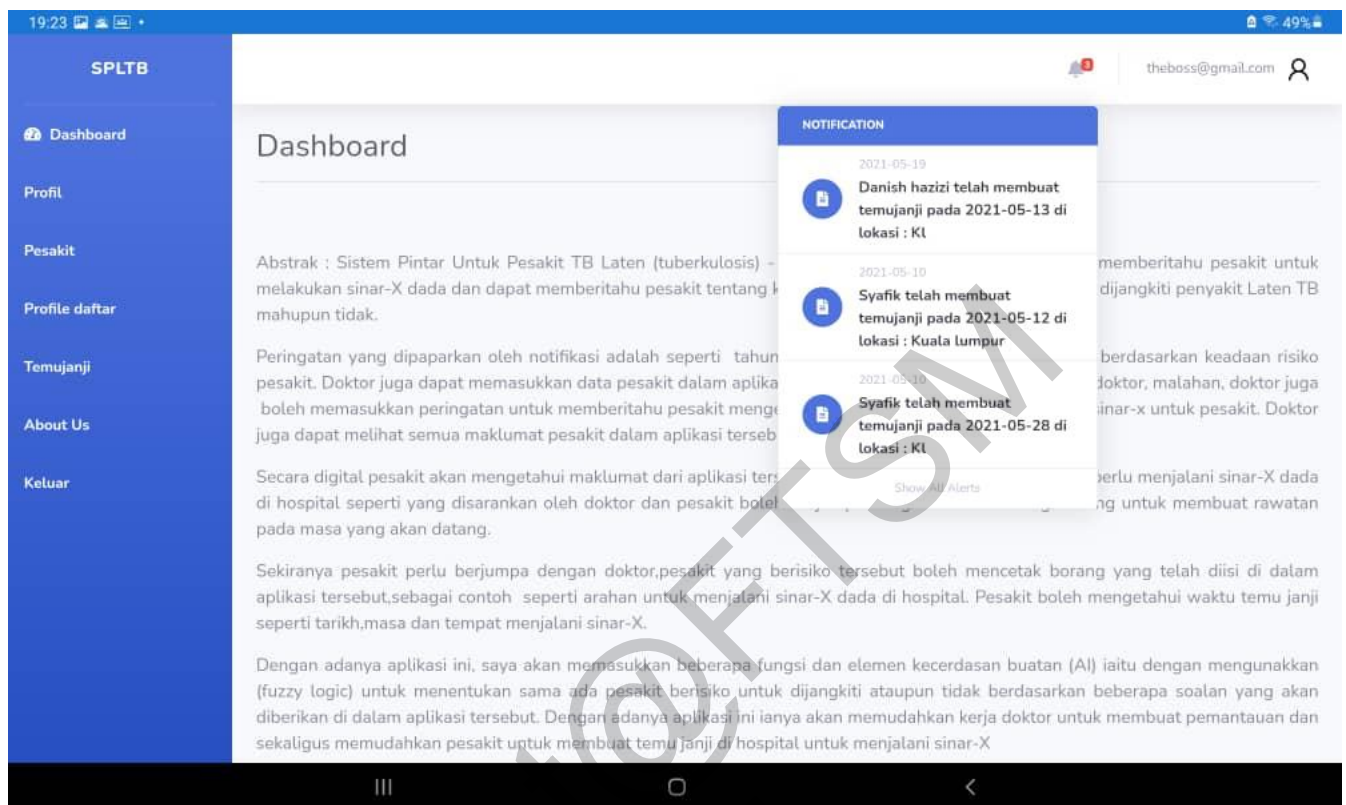 19:23
49%
SPLTB
3
theboss@gmail.com
Dashboard
Profil
Pesakit
Profile daftar
Temujanji
About Us
Keluar
Dashboard
Abstrak : Sistem Pintar Untuk Pesakit TB Laten (tuberkulosis) -
memberitahu pesakit untuk
melakukan sinar-X dada dan dapat memberitahu pesakit tentang
dijangkiti penyakit Laten TB
mahupun tidak.
Peringatan yang dipaparkan oleh notifikasi adalah seperti tahun
berdasarkan keadaan risiko
pesakit. Doktor juga dapat memasukkan data pesakit dalam aplika
doktor, malahan, doktor juga
boleh memasukkan peringatan untuk memberitahu pesakit menge
sinar-x untuk pesakit. Doktor
juga dapat melihat semua maklumat pesakit dalam aplikasi terseb
Secara digital pesakit akan mengetahui maklumat dari aplikasi ters
perlu menjalani sinar-X dada
di hospital seperti yang disarankan oleh doktor dan pesakit boleh
ng untuk membuat rawatan
pada masa yang akan datang.
Sekiranya pesakit perlu berjumpa dengan doktor,pesakit yang berisiko tersebut boleh mencetak borang yang telah diisi di dalam
aplikasi tersebut,sebagai contoh seperti arahan untuk menjalani sinar-X dada di hospital. Pesakit boleh mengetahui waktu temu janji
seperti tarikh,masa dan tempat menjalani sinar-X.
Dengan adanya aplikasi ini, saya akan memasukkan beberapa fungsi dan elemen kecerdasan buatan (AI) iaitu dengan mengunakkan
(fuzzy logic) untuk menentukan sama ada pesakit berisiko untuk dijangkiti ataupun tidak berdasarkan beberapa soalan yang akan
diberikan di dalam aplikasi tersebut. Dengan adanya aplikasi ini ianya akan memudahkan kerja doktor untuk membuat pemantauan dan
sekaligus memudahkan pesakit untuk membuat temu janji di hospital untuk menjalani sinar-X
NOTIFICATION
2021-05-19
Danish hazizi telah membuat
temujanji pada 2021-05-13 di
lokasi : Kl
2021-05-10
Syafik telah membuat
temujanji pada 2021-05-12 di
lokasi : Kuala lumpur
2021-05-10
Syafik telah membuat
temujanji pada 2021-05-28 di
lokasi : Kl
Show All Alerts
@FTSM